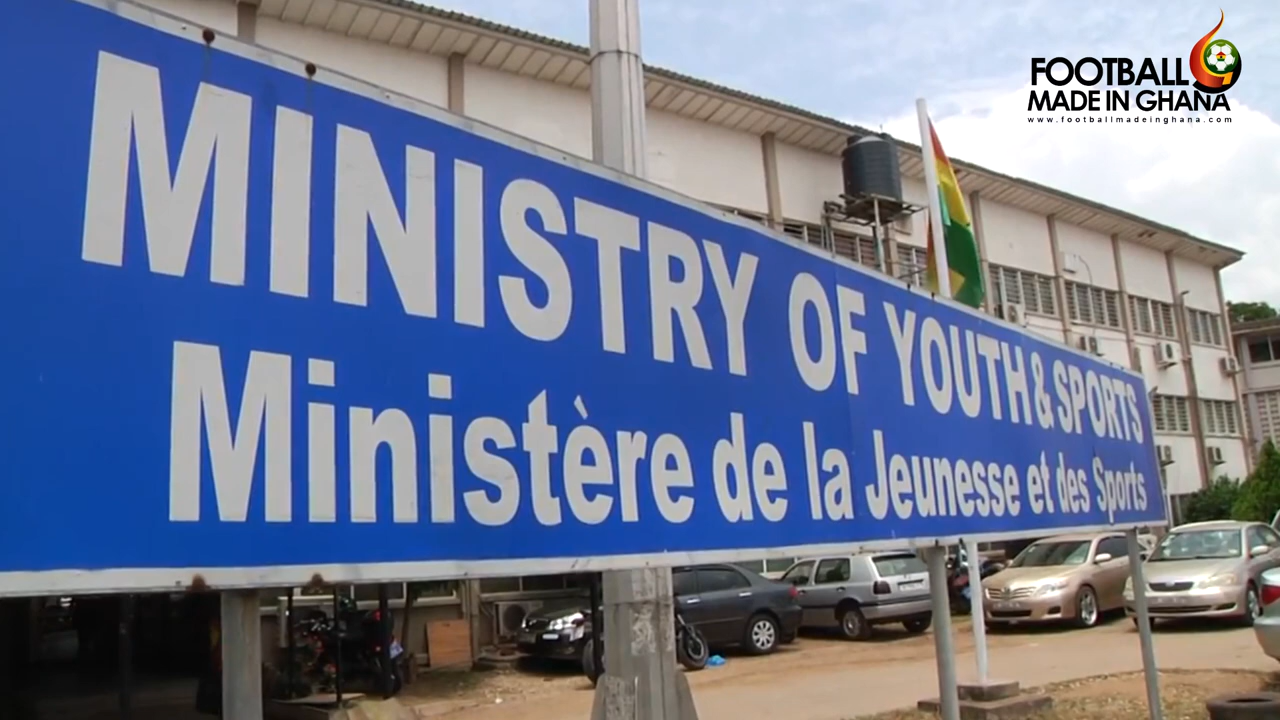 MINISTRY OF YOUTH & SPORTS
Ministère de la Jeunesse et des Sports
FOOTBALL
MADE IN GHANA
www.footballmadeinghana.com